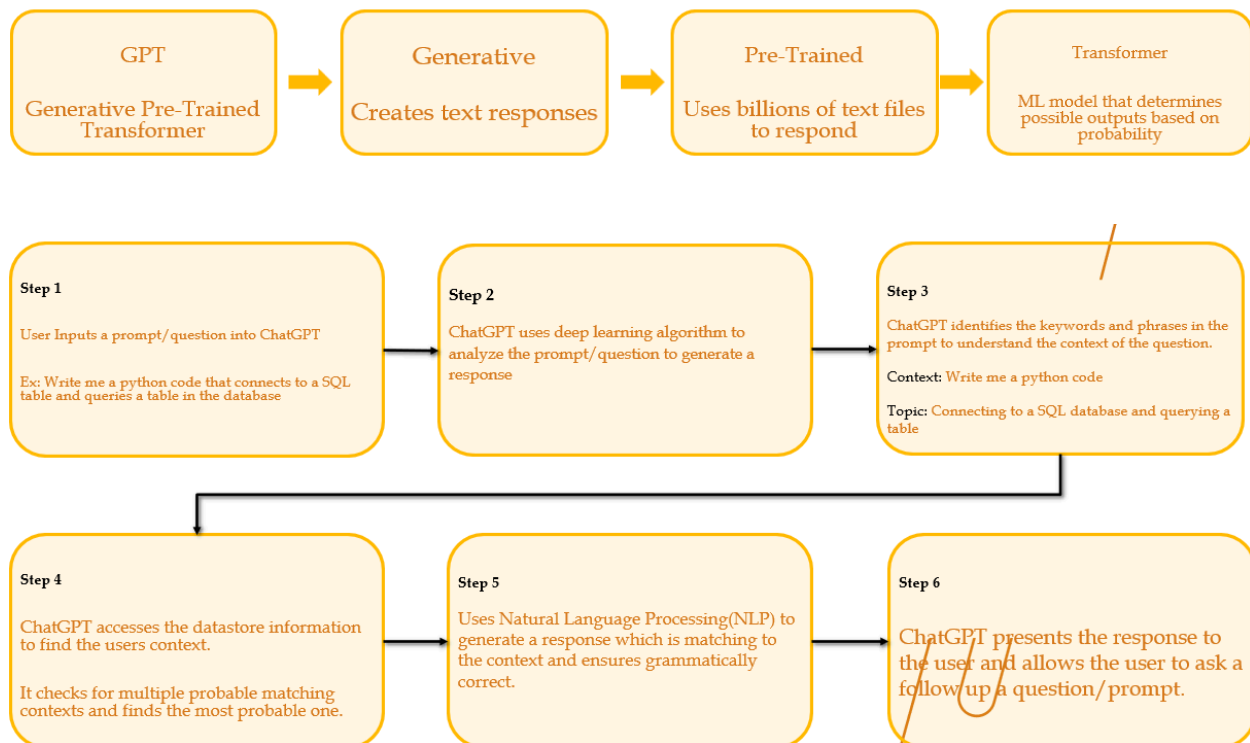 GPT
Generative Pre-Trained
Transformer
Generative
Creates text responses
Pre-Trained
Uses billions of text files
to respond
Transformer
ML model that determines
possible outputs based on
probability
Step 1
User Inputs a prompt/question into ChatGPT
Ex: Write me a python code that connects to a SQL
table and queries a table in the database
Step 2
ChatGPT uses deep learning algorithm to
analyze the prompt/question to generate a
response
Step 3
ChatGPT identifies the keywords and phrases in the
prompt to understand the context of the question.
Context: Write me a python code
Topic: Connecting to a SQL database and querying a
table
Step 4
ChatGPT accesses the datastore information
to find the users context.
It checks for multiple probable matching
contexts and finds the most probable one.
Step 5
Uses Natural Language Processing(NLP) to
generate a response which is matching to
the context and ensures grammatically
correct.
Step 6
ChatGPT presents the response to
the user and allows the user to ask a
follow up a question/prompt.